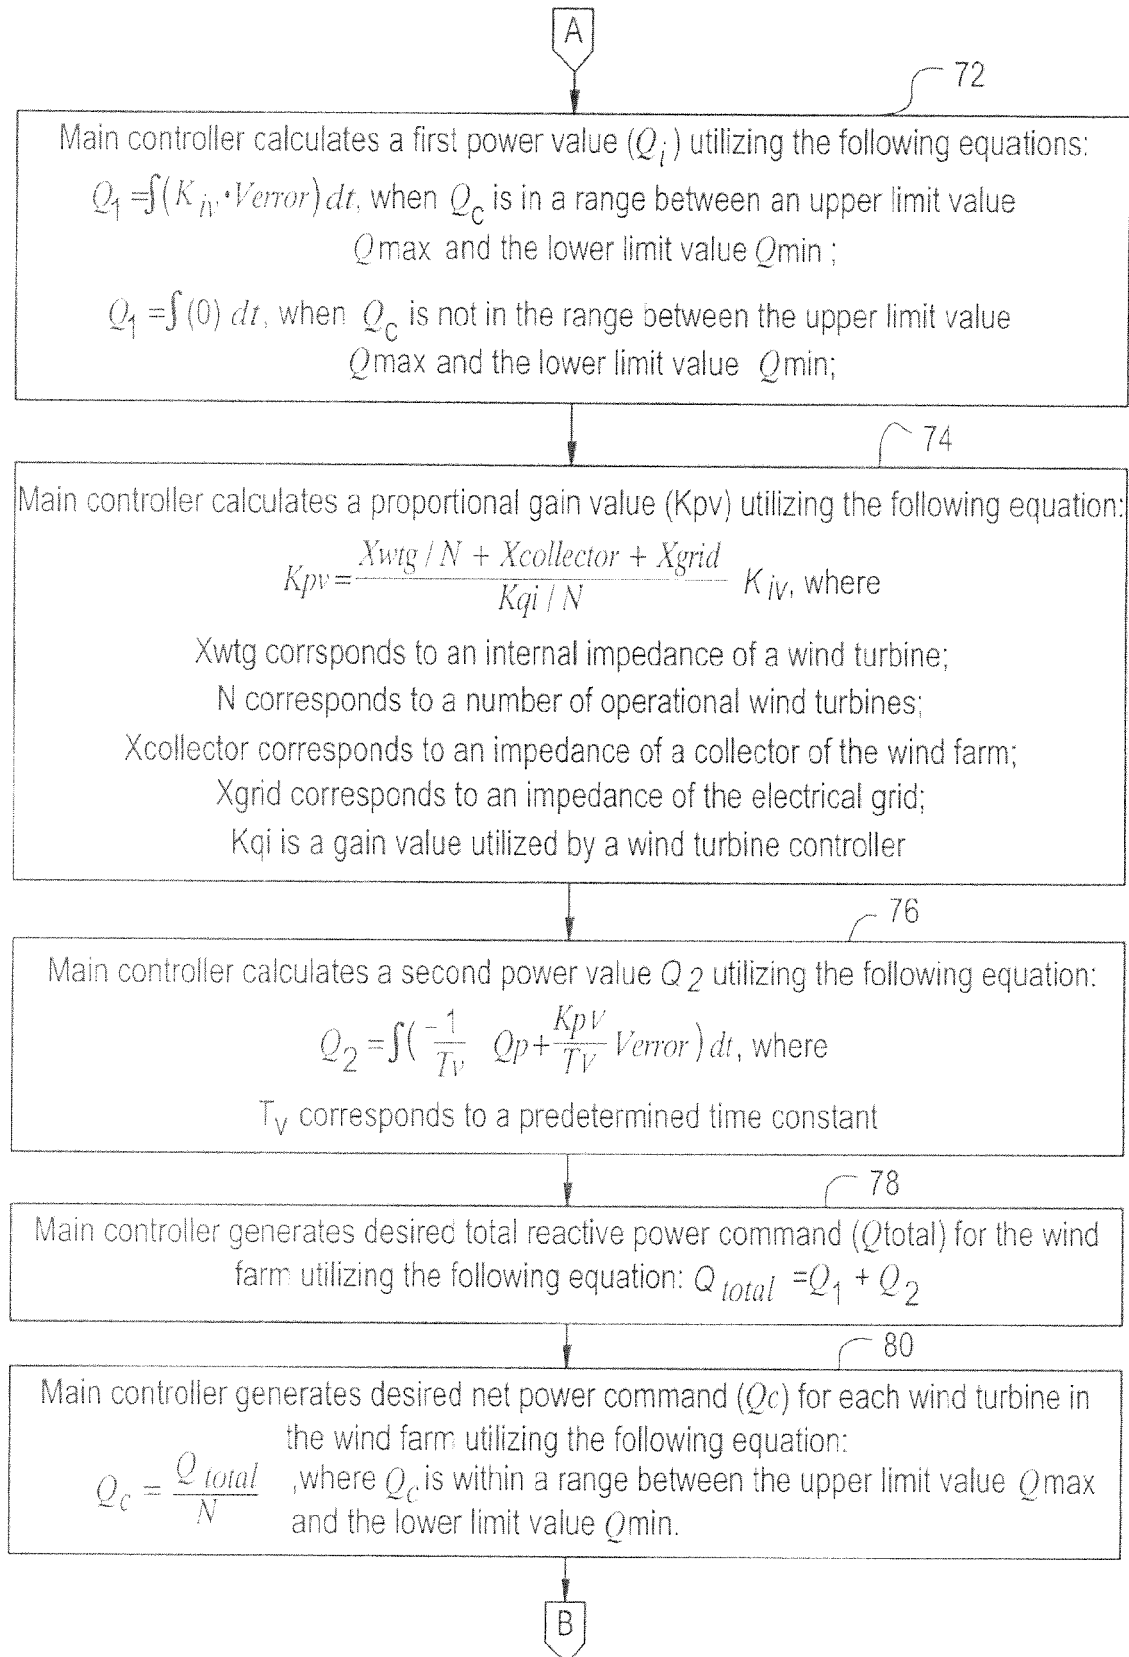 A
72
Main controller calculates a first power value (Qi) utilizing the following equations:
Q1 =∫(Kiv·Verror) dt, when Qc is in a range between an upper limit value
Qmax and the lower limit value Qmin ;
Q1 =∫(0) dt, when Qc is not in the range between the upper limit value
Qmax and the lower limit value Qmin;
74
Main controller calculates a proportional gain value (Kpv) utilizing the following equation:
Kpv= (Xwtg / N + Xcollector + Xgrid) / (Kqi / N) Kiv, where
Xwtg corrsponds to an internal impedance of a wind turbine;
N corresponds to a number of operational wind turbines;
Xcollector corresponds to an impedance of a collector of the wind farm;
Xgrid corresponds to an impedance of the electrical grid;
Kqi is a gain value utilized by a wind turbine controller
76
Main controller calculates a second power value Q2 utilizing the following equation:
Q2 =∫(-1/Tv Qp+ Kpv/Tv Verror) dt, where
Tv corresponds to a predetermined time constant
78
Main controller generates desired total reactive power command (Qtotal) for the wind
farm utilizing the following equation: Qtotal =Q1 + Q2
80
Main controller generates desired net power command (Qc) for each wind turbine in
the wind farm utilizing the following equation:
Qc = Qtotal/N ,where Qc is within a range between the upper limit value Qmax
and the lower limit value Qmin.
B